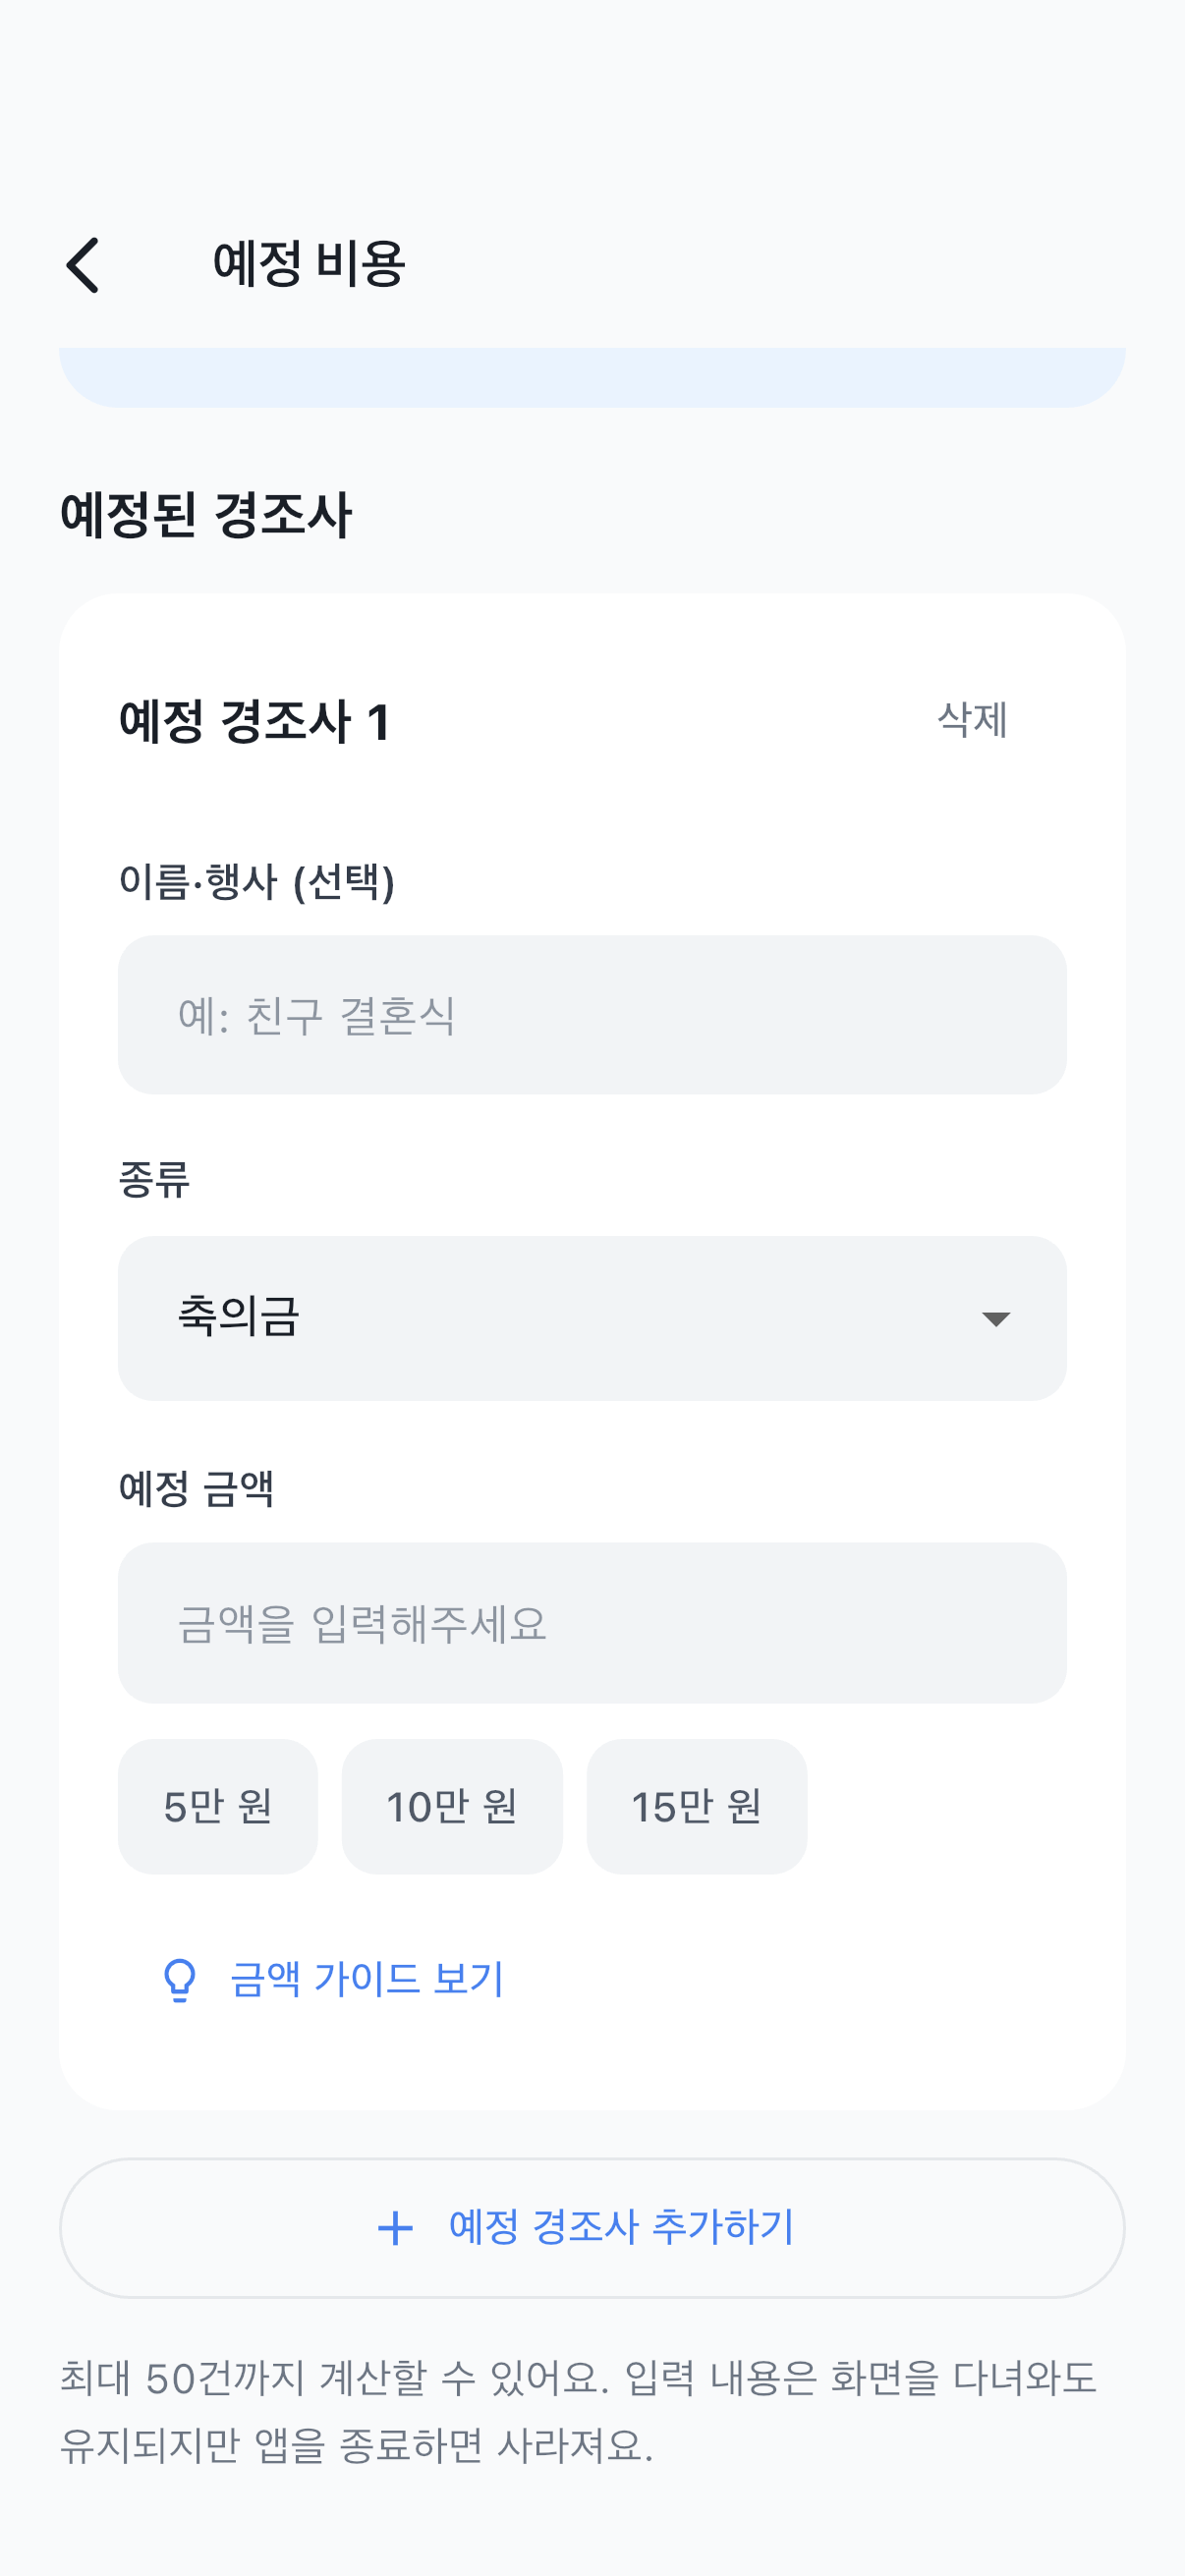 예정 비용
예정된 경조사
예정 경조사 1
삭제
이름·행사 (선택)
예: 친구 결혼식
종류
축의금
예정 금액
금액을 입력해주세요
5만 원
10만 원
15만 원
금액 가이드 보기
+ 예정 경조사 추가하기
최대 50건까지 계산할 수 있어요. 입력 내용은 화면을 다녀와도
유지되지만 앱을 종료하면 사라져요.